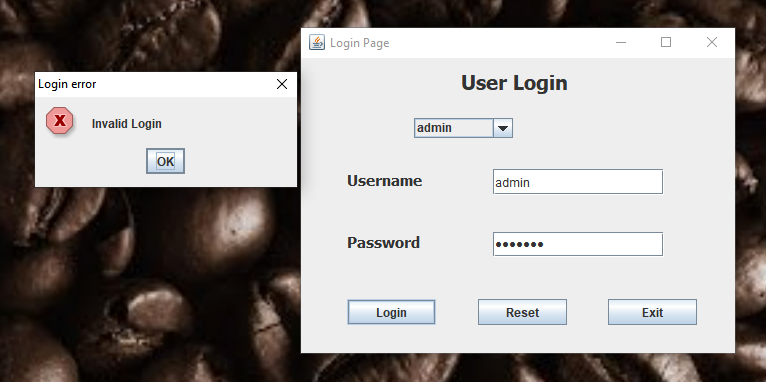 Login error
X
Invalid Login
OK
Login Page
User Login
admin
Username
admin
Password
•••••••
Login
Reset
Exit